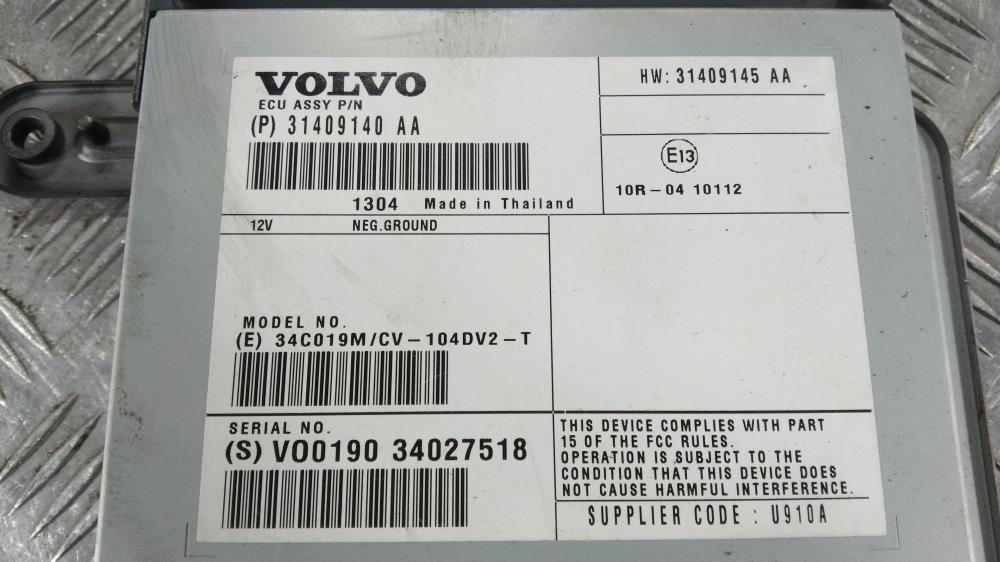 VOLVO
ECU ASSY P/N
(P) 31409140 AA
1304 Made in Thailand
HW: 31409145 AA
E13
10R-04 10112
12V NEG.GROUND
MODEL NO.
(E) 34C019M/CV-104DV2-T
SERIAL NO.
(S) VO0190 34027518
THIS DEVICE COMPLIES WITH PART
15 OF THE FCC RULES.
OPERATION IS SUBJECT TO THE
CONDITION THAT THIS DEVICE DOES
NOT CAUSE HARMFUL INTERFERENCE.
SUPPLIER CODE : U910A